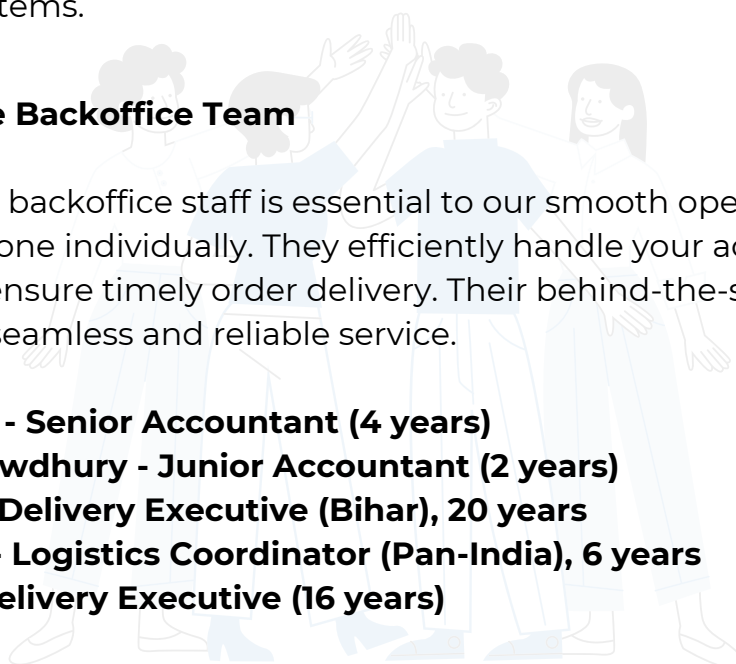 tems.
e Backoffice Team
backoffice staff is essential to our smooth ope
one individually. They efficiently handle your ac
ensure timely order delivery. Their behind-the-s
seamless and reliable service.
- Senior Accountant (4 years)
wdhury - Junior Accountant (2 years)
Delivery Executive (Bihar), 20 years
- Logistics Coordinator (Pan-India), 6 years
elivery Executive (16 years)